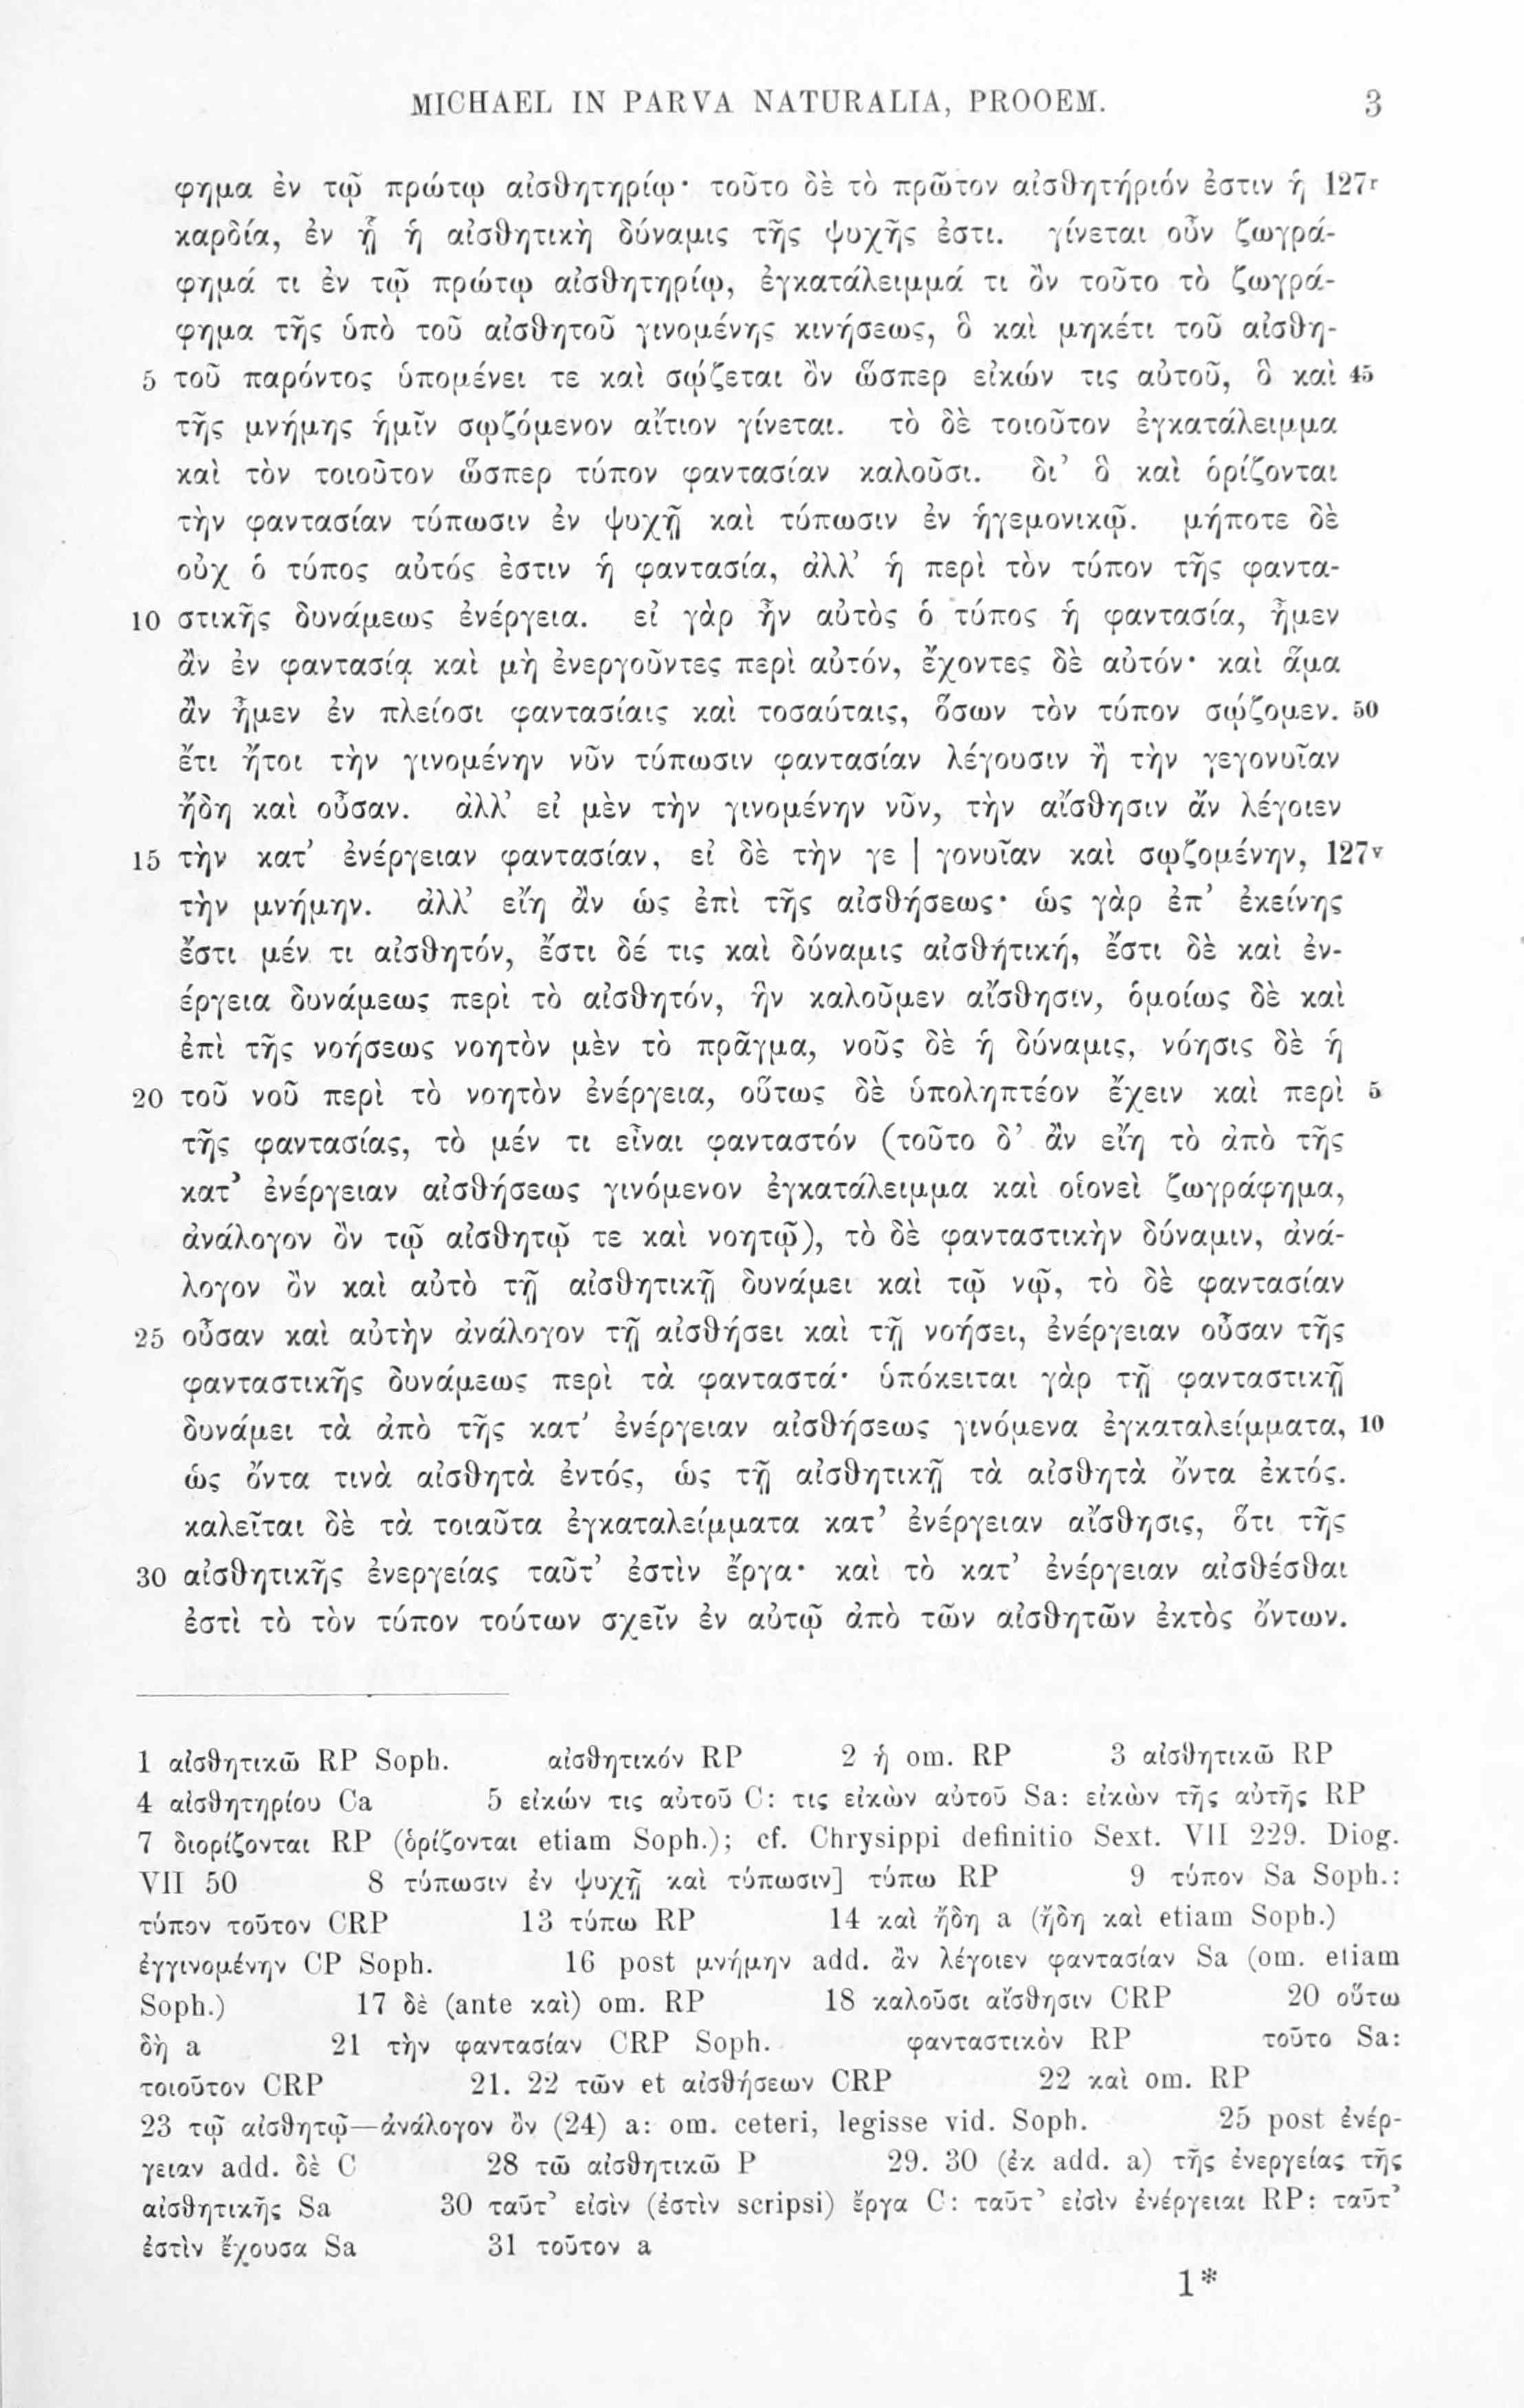 MICHAEL IN PARVA NATURALIA, PROOEM. 3
φημα ἐν τῷ πρώτῳ αἰσθητηρίῳ· τοῦτο δὲ τὸ πρῶτον αἰσθητήριόν ἐστιν ἡ 127r
καρδία, ἐν ᾗ ἡ αἰσθητικὴ δύναμις τῆς ψυχῆς ἐστι. γίνεται οὖν ζωγρά-
φημά τι ἐν τῷ πρώτῳ αἰσθητηρίῳ, ἐγκατάλειμμά τι ὂν τοῦτο τὸ ζωγρά-
φημα τῆς ὑπὸ τοῦ αἰσθητοῦ γινομένης κινήσεως, ὃ καὶ μηκέτι τοῦ αἰσθη-
5 τοῦ παρόντος ὑπομένει τε καὶ σῴζεται ὂν ὥσπερ εἰκών τις αὐτοῦ, ὃ καὶ 45
τῆς μνήμης ἡμῖν σῳζόμενον αἴτιον γίνεται. τὸ δὲ τοιοῦτον ἐγκατάλειμμα
καὶ τὸν τοιοῦτον ὥσπερ τύπον φαντασίαν καλοῦσι. δι’ ὃ καὶ ὁρίζονται
τὴν φαντασίαν τύπωσιν ἐν ψυχῇ καὶ τύπωσιν ἐν ἡγεμονικῷ. μήποτε δὲ
οὐχ ὁ τύπος αὐτός ἐστιν ἡ φαντασία, ἀλλ’ ἡ περὶ τὸν τύπον τῆς φαντα-
10 στικῆς δυνάμεως ἐνέργεια. εἰ γὰρ ἦν αὐτὸς ὁ τύπος ἡ φαντασία, ἦμεν
ἂν ἐν φαντασίᾳ καὶ μὴ ἐνεργοῦντες περὶ αὐτόν, ἔχοντες δὲ αὐτόν· καὶ ἅμα
ἂν ἦμεν ἐν πλείοσι φαντασίαις καὶ τοσαύταις, ὅσων τὸν τύπον σῴζομεν. 50
ἔτι ἤτοι τὴν γινομένην νῦν τύπωσιν φαντασίαν λέγουσιν ἢ τὴν γεγονυῖαν
ἤδη καὶ οὖσαν. ἀλλ’ εἰ μὲν τὴν γινομένην νῦν, τὴν αἴσθησιν ἄν λέγοιεν
15 τὴν κατ’ ἐνέργειαν φαντασίαν, εἰ δὲ τὴν γε | γονυῖαν καὶ σῳζομένην, 127v
τὴν μνήμην. ἀλλ’ εἴη ἂν ὡς ἐπὶ τῆς αἰσθήσεως· ὡς γὰρ ἐπ’ ἐκείνης
ἔστι μέν τι αἰσθητόν, ἔστι δέ τις καὶ δύναμις αἰσθητική, ἔστι δὲ καὶ ἐν-
έργεια δυνάμεως περὶ τὸ αἰσθητόν, ἣν καλοῦμεν αἴσθησιν, ὁμοίως δὲ καὶ
ἐπὶ τῆς νοήσεως νοητὸν μὲν τὸ πρᾶγμα, νοῦς δὲ ἡ δύναμις, νόησις δὲ ἡ
20 τοῦ νοῦ περὶ τὸ νοητὸν ἐνέργεια, οὕτως δὲ ὑποληπτέον ἔχειν καὶ περὶ 5
τῆς φαντασίας, τὸ μέν τι εἶναι φανταστόν (τοῦτο δ’ ἂν εἴη τὸ ἀπὸ τῆς
κατ’ ἐνέργειαν αἰσθήσεως γινόμενον ἐγκατάλειμμα καὶ οἱονεὶ ζωγράφημα,
ἀνάλογον ὂν τῷ αἰσθητῷ τε καὶ νοητῷ), τὸ δὲ φανταστικὴν δύναμιν, ἀνά-
λογον ὂν καὶ αὐτὸ τῇ αἰσθητικῇ δυνάμει καὶ τῷ νῷ, τὸ δὲ φαντασίαν
25 οὖσαν καὶ αὐτὴν ἀνάλογον τῇ αἰσθήσει καὶ τῇ νοήσει, ἐνέργειαν οὖσαν τῆς
φανταστικῆς δυνάμεως περὶ τὰ φανταστά· ὑπόκειται γὰρ τῇ φανταστικῇ
δυνάμει τὰ ἀπὸ τῆς κατ’ ἐνέργειαν αἰσθήσεως γινόμενα ἐγκαταλείμματα, 10
ὡς ὄντα τινὰ αἰσθητὰ ἐντός, ὡς τῇ αἰσθητικῇ τὰ αἰσθητὰ ὄντα ἐκτός.
καλεῖται δὲ τὰ τοιαῦτα ἐγκαταλείμματα κατ’ ἐνέργειαν αἴσθησις, ὅτι τῆς
30 αἰσθητικῆς ἐνεργείας ταῦτ’ ἐστὶν ἔργα· καὶ τὸ κατ’ ἐνέργειαν αἰσθέσθαι
ἐστὶ τὸ τὸν τύπον τούτων σχεῖν ἐν αὐτῷ ἀπὸ τῶν αἰσθητῶν ἐκτὸς ὄντων.
1 αἰσθητικῶ RP Soph. αἰσθητικόν RP 2 ἡ om. RP 3 αἰσθητικῶ RP
4 αἰσθητηρίου Ca 5 εἰκών τις αὐτοῦ C: τις εἰκὼν αὐτοῦ Sa: εἰκὼν τῆς αὐτῆς RP
7 διορίζονται RP (ὁρίζονται etiam Soph.); cf. Chrysippi definitio Sext. VII 229. Diog.
VII 50 8 τύπωσιν ἐν ψυχῇ καὶ τύπωσιν] τύπω RP 9 τύπον Sa Soph.:
τύπον τοῦτον CRP 13 τύπω RP 14 καὶ ἤδη a (ἤδη καὶ etiam Soph.)
ἐγγινομένην CP Soph. 16 post μνήμην add. ἂν λέγοιεν φαντασίαν Sa (om. etiam
Soph.) 17 δὲ (ante καὶ) om. RP 18 καλοῦσι αἴσθησιν CRP 20 οὕτω
δὴ a 21 τὴν φαντασίαν CRP Soph. φανταστικὸν RP τοῦτο Sa:
τοιοῦτον CRP 21. 22 τῶν et αἰσθήσεων CRP 22 καὶ om. RP
23 τῷ αἰσθητῷ—ἀνάλογον ὂν (24) a: om. ceteri, legisse vid. Soph. 25 post ἐνέρ-
γειαν add. δὲ C 28 τῶ αἰσθητικῶ P 29. 30 (ἐκ add. a) τῆς ἐνεργείας τῆς
αἰσθητικῆς Sa 30 ταῦτ’ εἰσὶν (ἐστὶν scripsi) ἔργα C: ταῦτ’ εἰσὶν ἐνέργειαι RP: ταῦτ’
ἐστὶν ἔχουσα Sa 31 τοῦτον a
1*